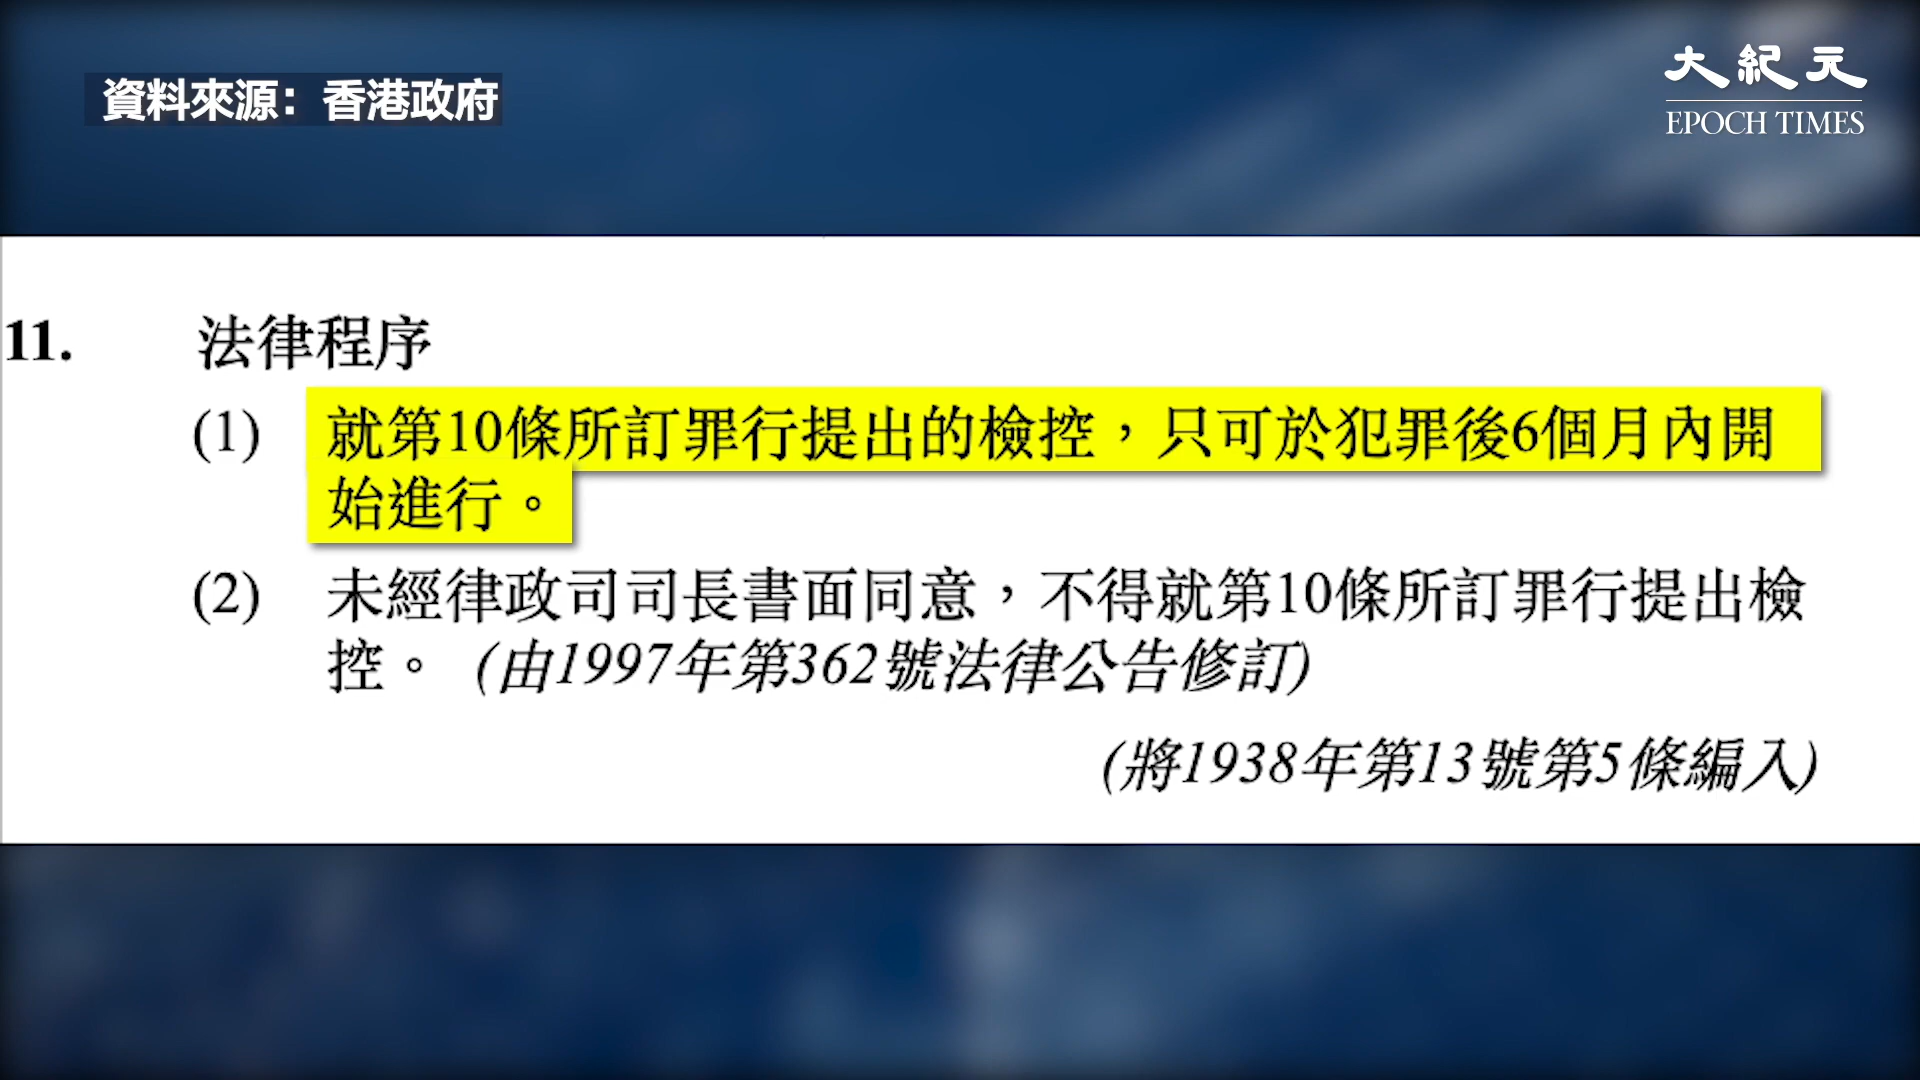 資料來源：香港政府
大紀元
EPOCH TIMES
11. 法律程序
(1) 就第10條所訂罪行提出的檢控，只可於犯罪後6個月內開
始進行。
(2) 未經律政司司長書面同意，不得就第10條所訂罪行提出檢
控。 (由1997年第362號法律公告修訂)
(將1938年第13號第5條編入)